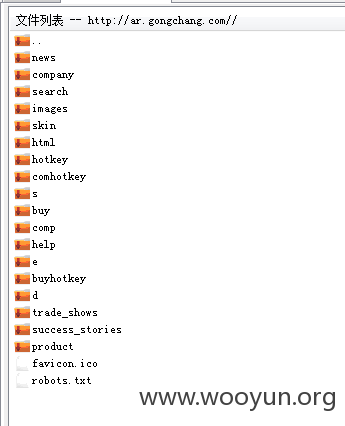 文件列表 -- http://ar.gongchang.com//
..
news
company
search
images
skin
html
hotkey
comhotkey
s
buy
comp
help
e
buyhotkey
d
trade_shows
success_stories
product
favicon.ico
robots.txt
www.wooyun.org